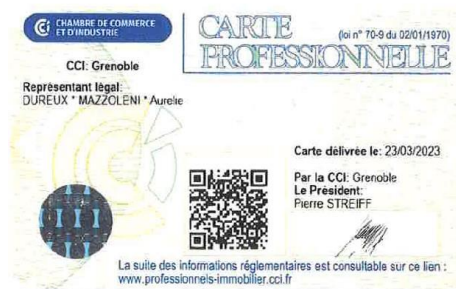 CHAMBRE DE COMMERCE
ET D'INDUSTRIE
CARTE
(loi n° 70-9 du 02/01/1970)
PROFESSIONNELLE
CCI: Grenoble
Représentant légal:
DUREUX * MAZZOLENI * Aurelie
Carte délivrée le: 23/03/2023
Par la CCI: Grenoble
Le Président:
Pierre STREIFF
La suite des informations réglementaires est consultable sur ce lien :
www.professionnels-immobilier.cci.fr